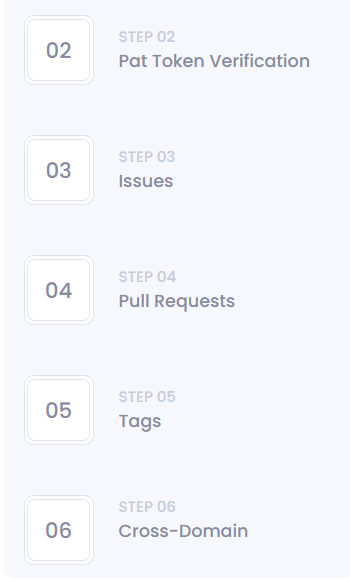 02
STEP 02
Pat Token Verification
03
STEP 03
Issues
04
STEP 04
Pull Requests
05
STEP 05
Tags
06
STEP 06
Cross-Domain